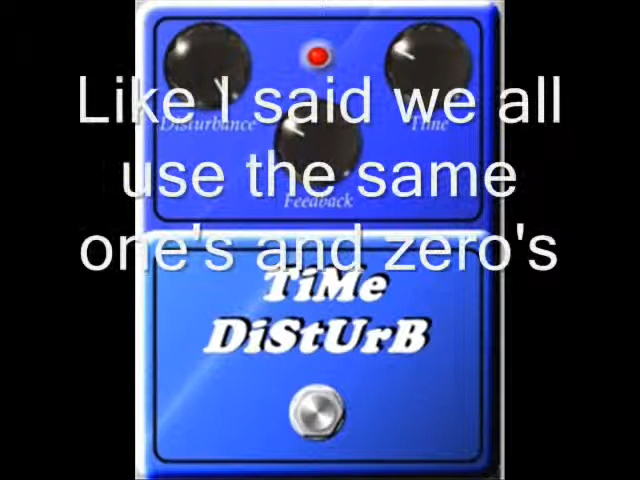 Like I said we all
Disturbance
Time
use the same
Feedback
one's and zero's
TiMe
DiStUrB